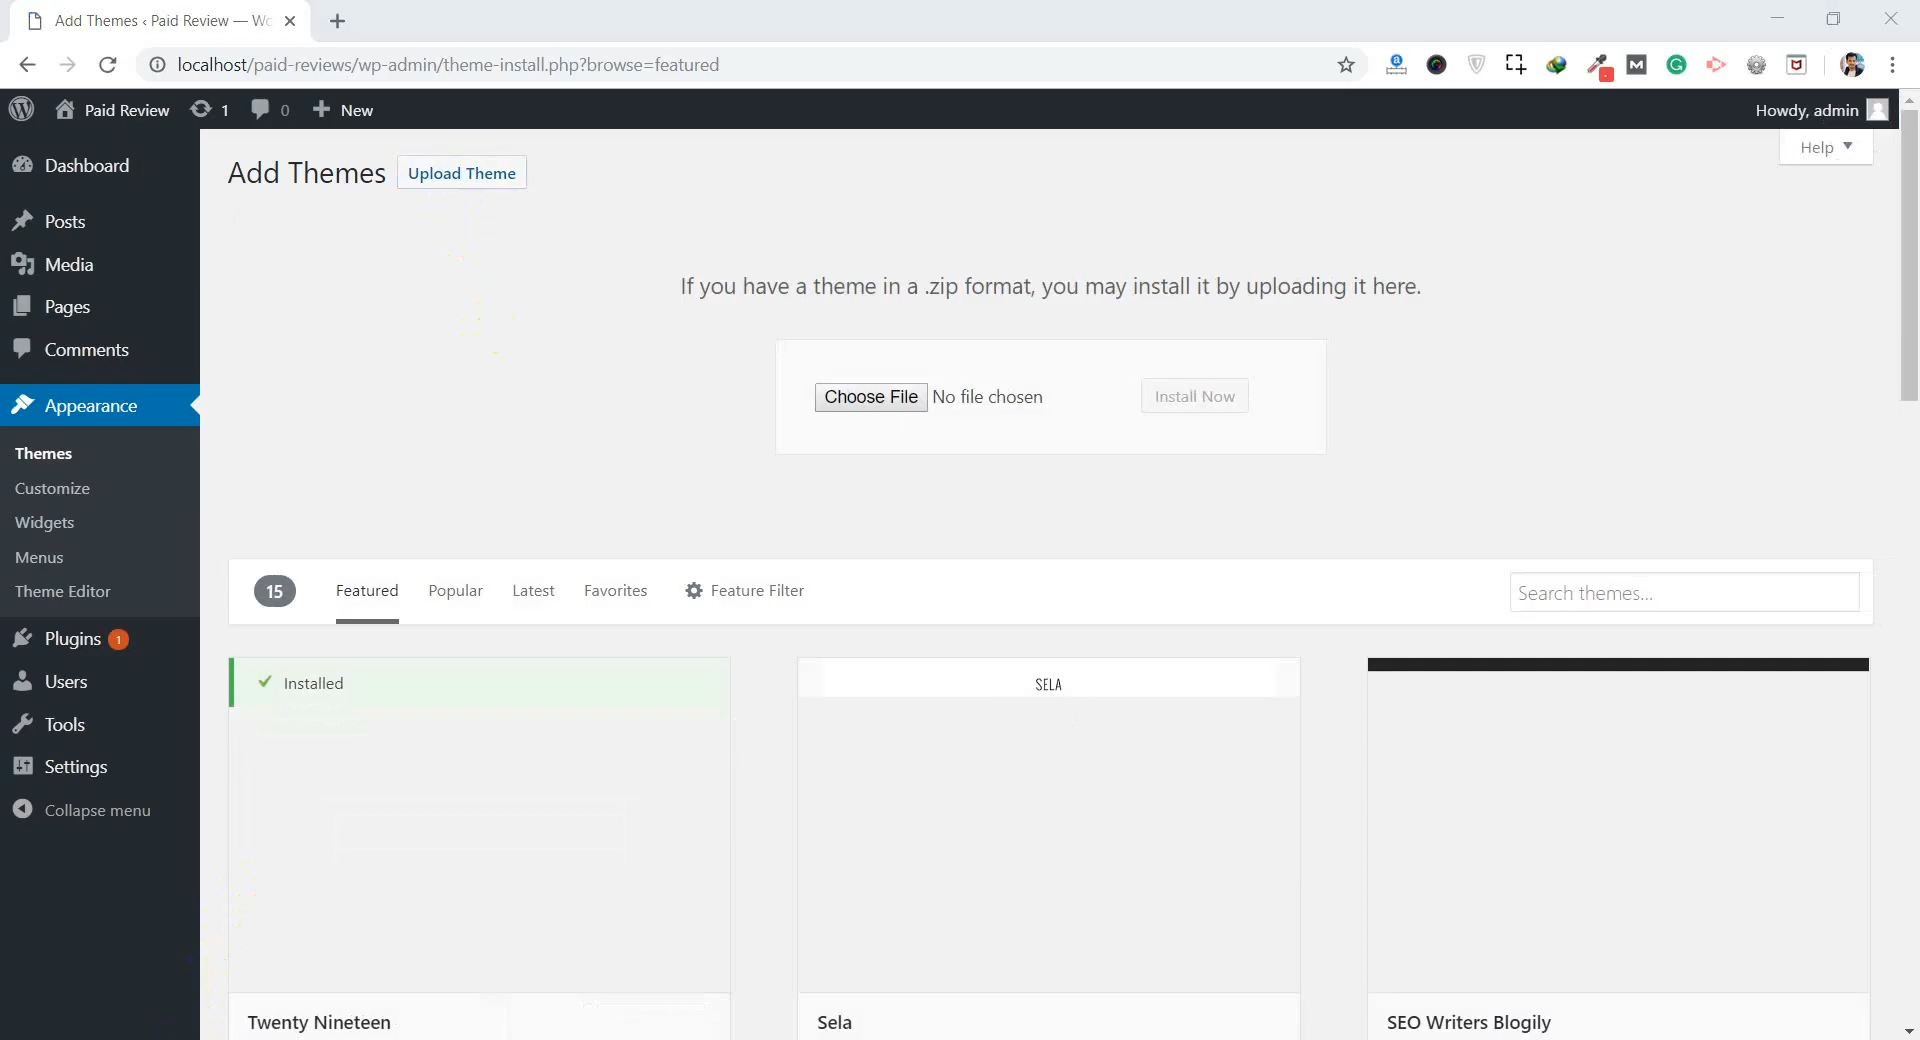 Add Themes ‹ Paid Review — Wo
localhost/paid-reviews/wp-admin/theme-install.php?browse=featured
Paid Review 1 0 New Howdy, admin
Help
Add Themes Upload Theme
Dashboard
Posts
Media
Pages
Comments
Appearance
Themes
Customize
Widgets
Menus
Theme Editor
Plugins 1
Users
Tools
Settings
Collapse menu
If you have a theme in a .zip format, you may install it by uploading it here.
Choose File No file chosen Install Now
15 Featured Popular Latest Favorites Feature Filter Search themes...
Installed
SELA
Twenty Nineteen
Sela
SEO Writers Blogily